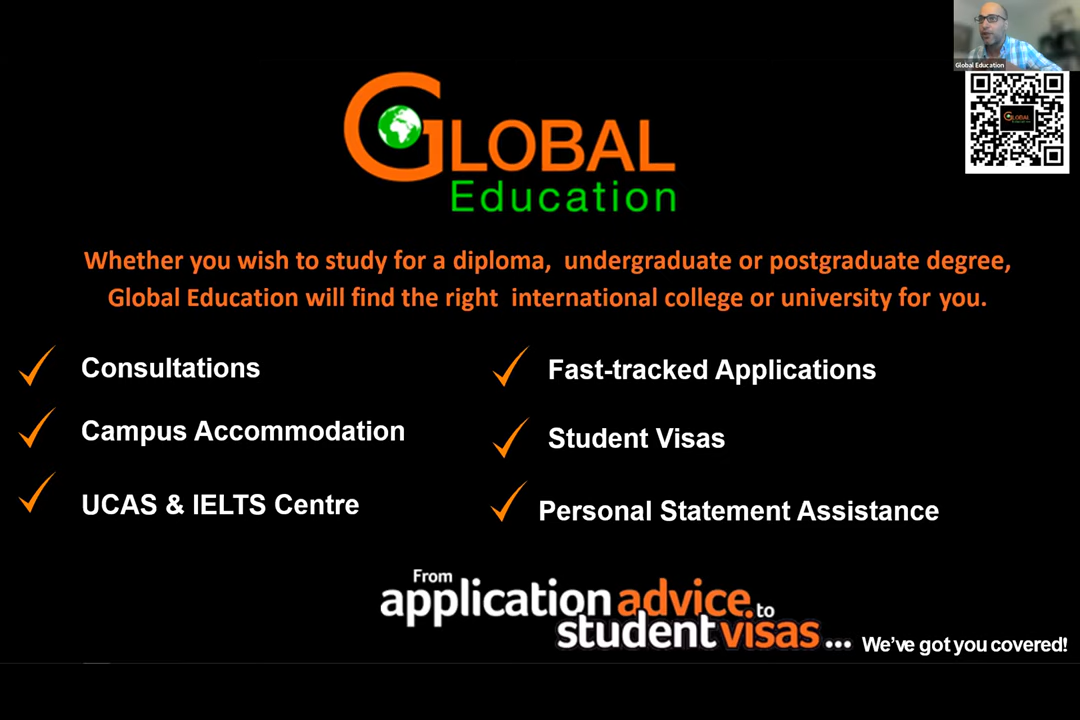 Global Education
GLOBAL
GLOBAL
Education
Whether you wish to study for a diploma, undergraduate or postgraduate degree,
Global Education will find the right international college or university for you.
Consultations
Fast-tracked Applications
Campus Accommodation
Student Visas
UCAS & IELTS Centre
Personal Statement Assistance
From
application advice. to
student visas ... We've got you covered!